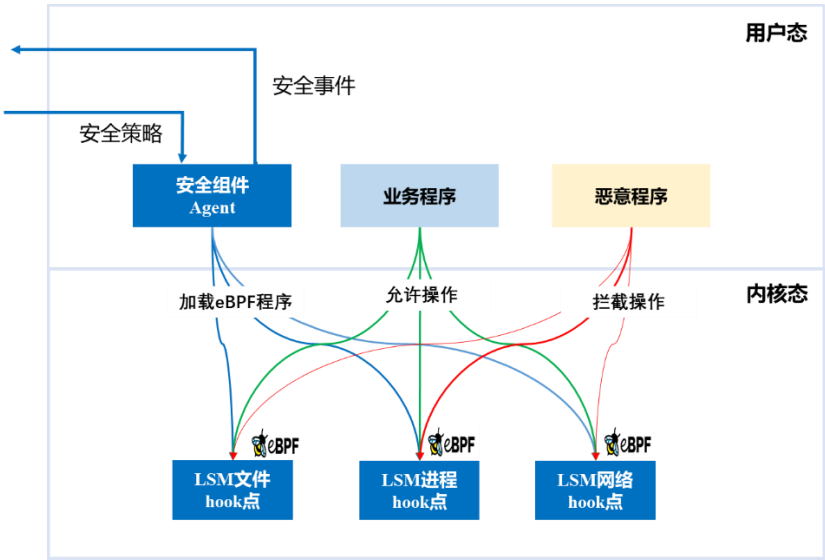 用户态
安全事件
安全策略
安全组件
Agent
业务程序
恶意程序
内核态
加载eBPF程序
允许操作
拦截操作
eBPF
eBPF
eBPF
LSM文件
hook点
LSM进程
hook点
LSM网络
hook点